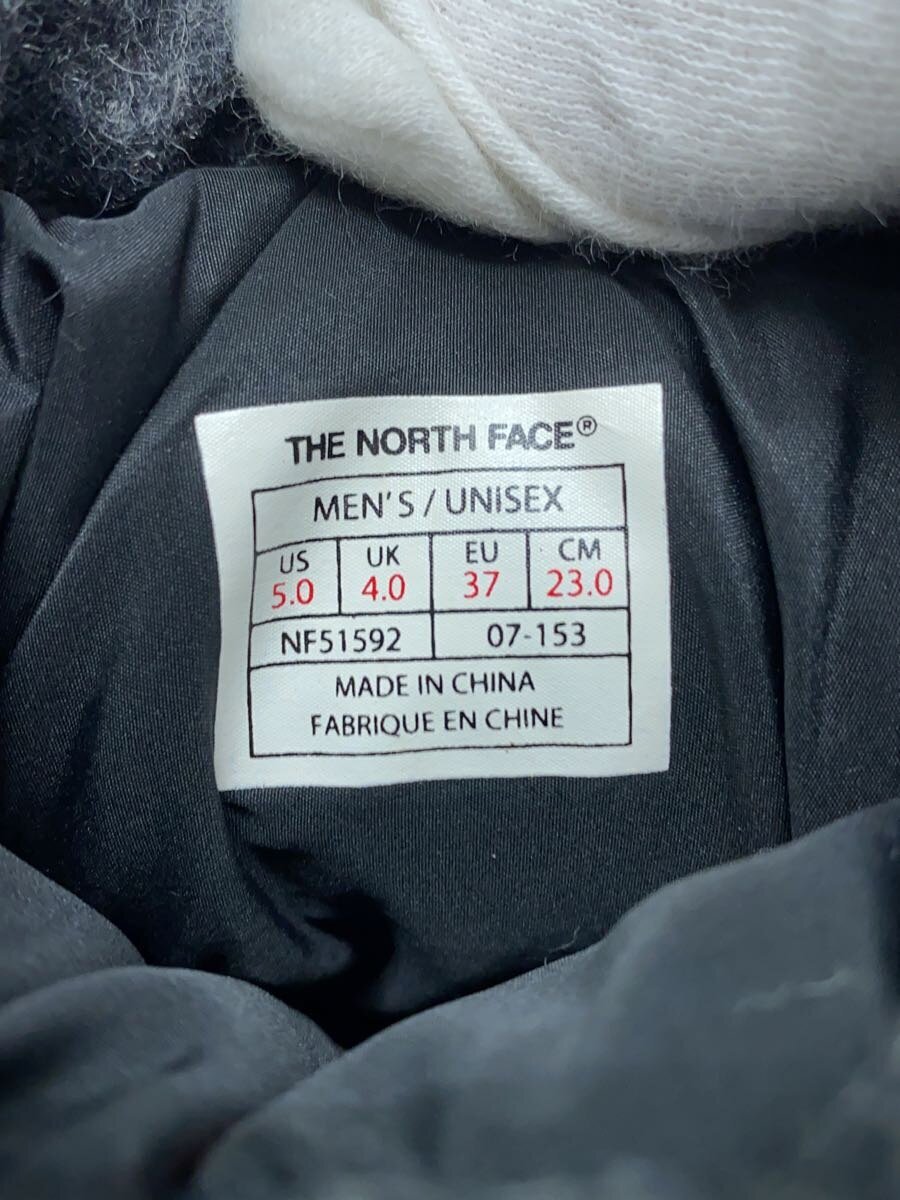 THE NORTH FACE®
MEN'S / UNISEX
US UK EU CM
5.0 4.0 37 23.0
NF51592 07-153
MADE IN CHINA
FABRIQUE EN CHINE